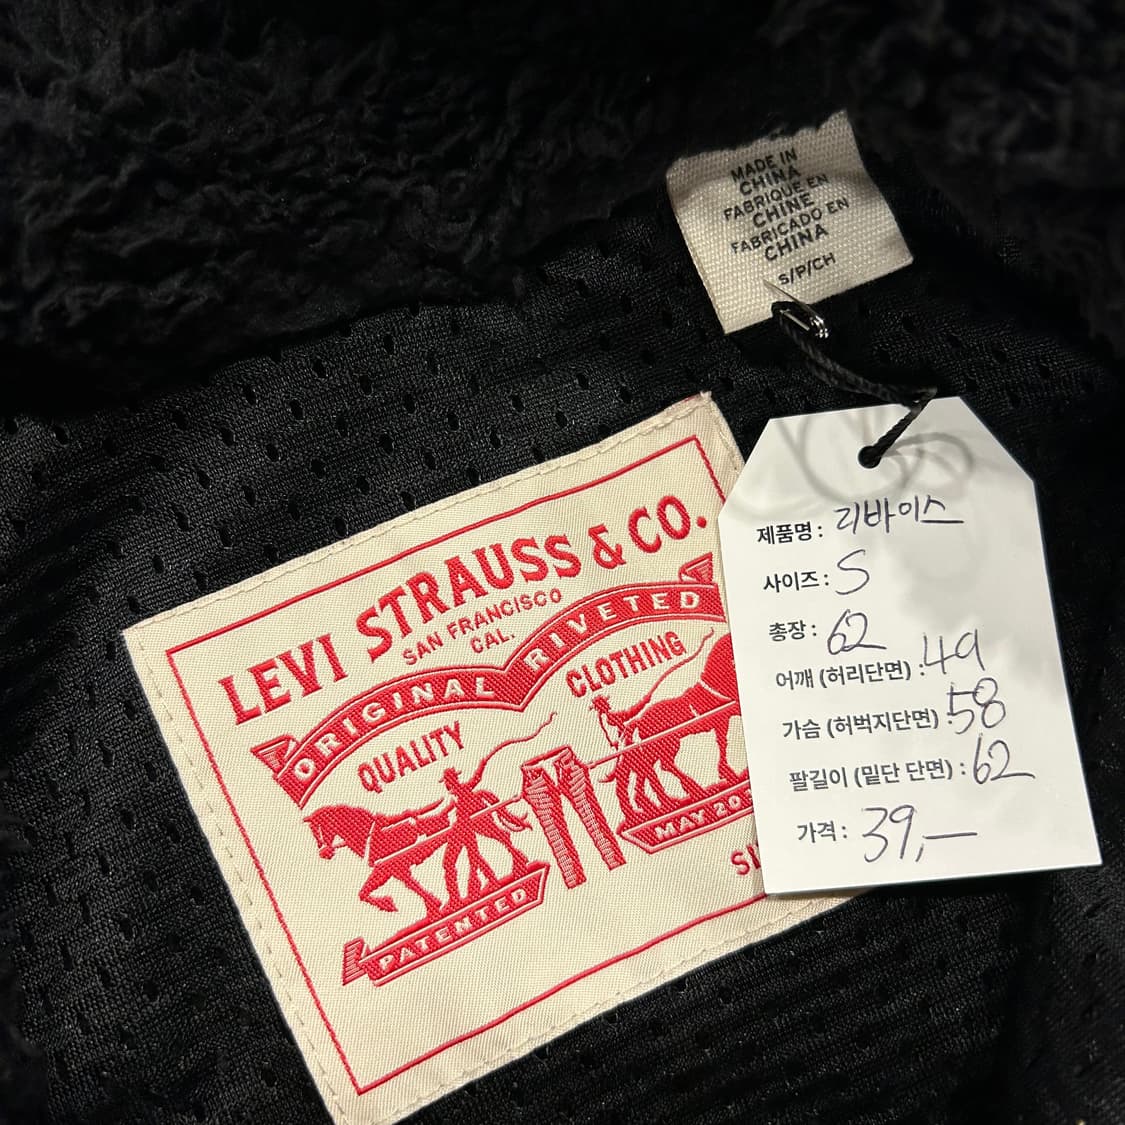 MADE IN
CHINA
FABRIQUE EN
CHINE
FABRICADO EN
CHINA
S/P/CH
LEVI STRAUSS & CO.
SAN FRANCISCO
CAL.
ORIGINAL RIVETED
QUALITY CLOTHING
MAY 20
PATENTED
제품명: 리바이스
사이즈: S
총장: 62
어깨 (허리단면) : 49
가슴 (허벅지단면) : 58
팔길이 (밑단 단면) : 62
가격: 39,—